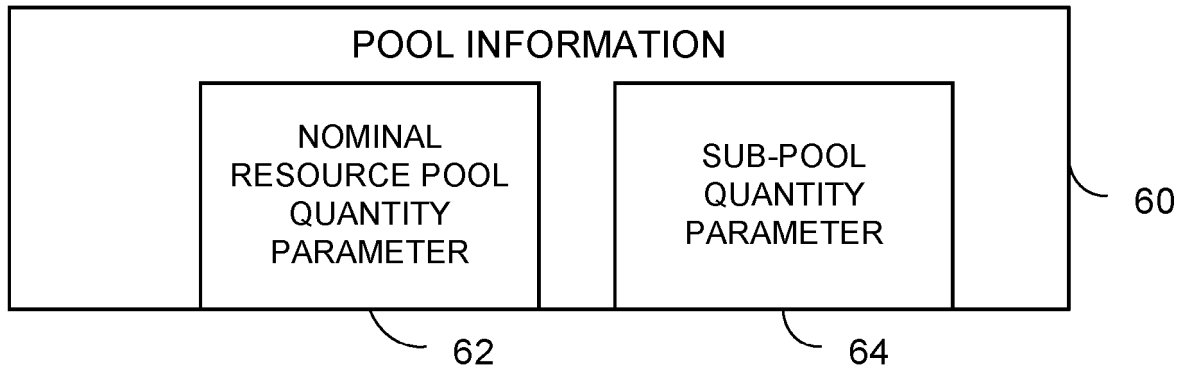 POOL INFORMATION
NOMINAL
RESOURCE POOL
QUANTITY
PARAMETER
SUB-POOL
QUANTITY
PARAMETER
60
62
64